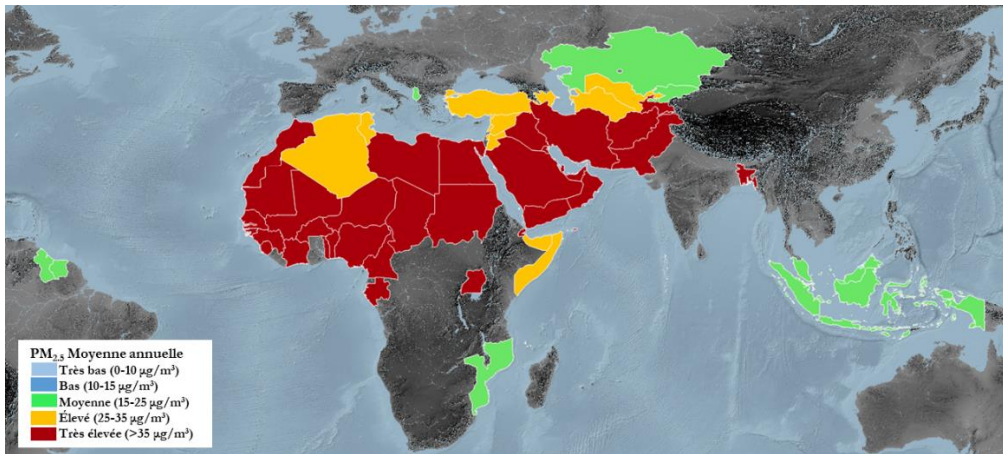 PM₂.₅ Moyenne annuelle
Très bas (0-10 µg/m³)
Bas (10-15 µg/m³)
Moyenne (15-25 µg/m³)
Élevé (25-35 µg/m³)
Très élevée (>35 µg/m³)